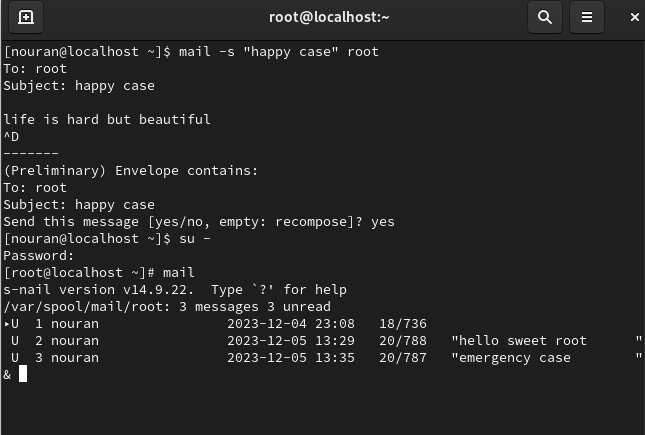 root@localhost:~
[nouran@localhost ~]$ mail -s "happy case" root
To: root
Subject: happy case

life is hard but beautiful
^D
-------
(Preliminary) Envelope contains:
To: root
Subject: happy case
Send this message [yes/no, empty: recompose]? yes
[nouran@localhost ~]$ su -
Password:
[root@localhost ~]# mail
s-nail version v14.9.22.  Type `?' for help
/var/spool/mail/root: 3 messages 3 unread
▸U  1 nouran                2023-12-04 23:08   18/736
 U  2 nouran                2023-12-05 13:29   20/788   "hello sweet root      "
 U  3 nouran                2023-12-05 13:35   20/787   "emergency case        "
&